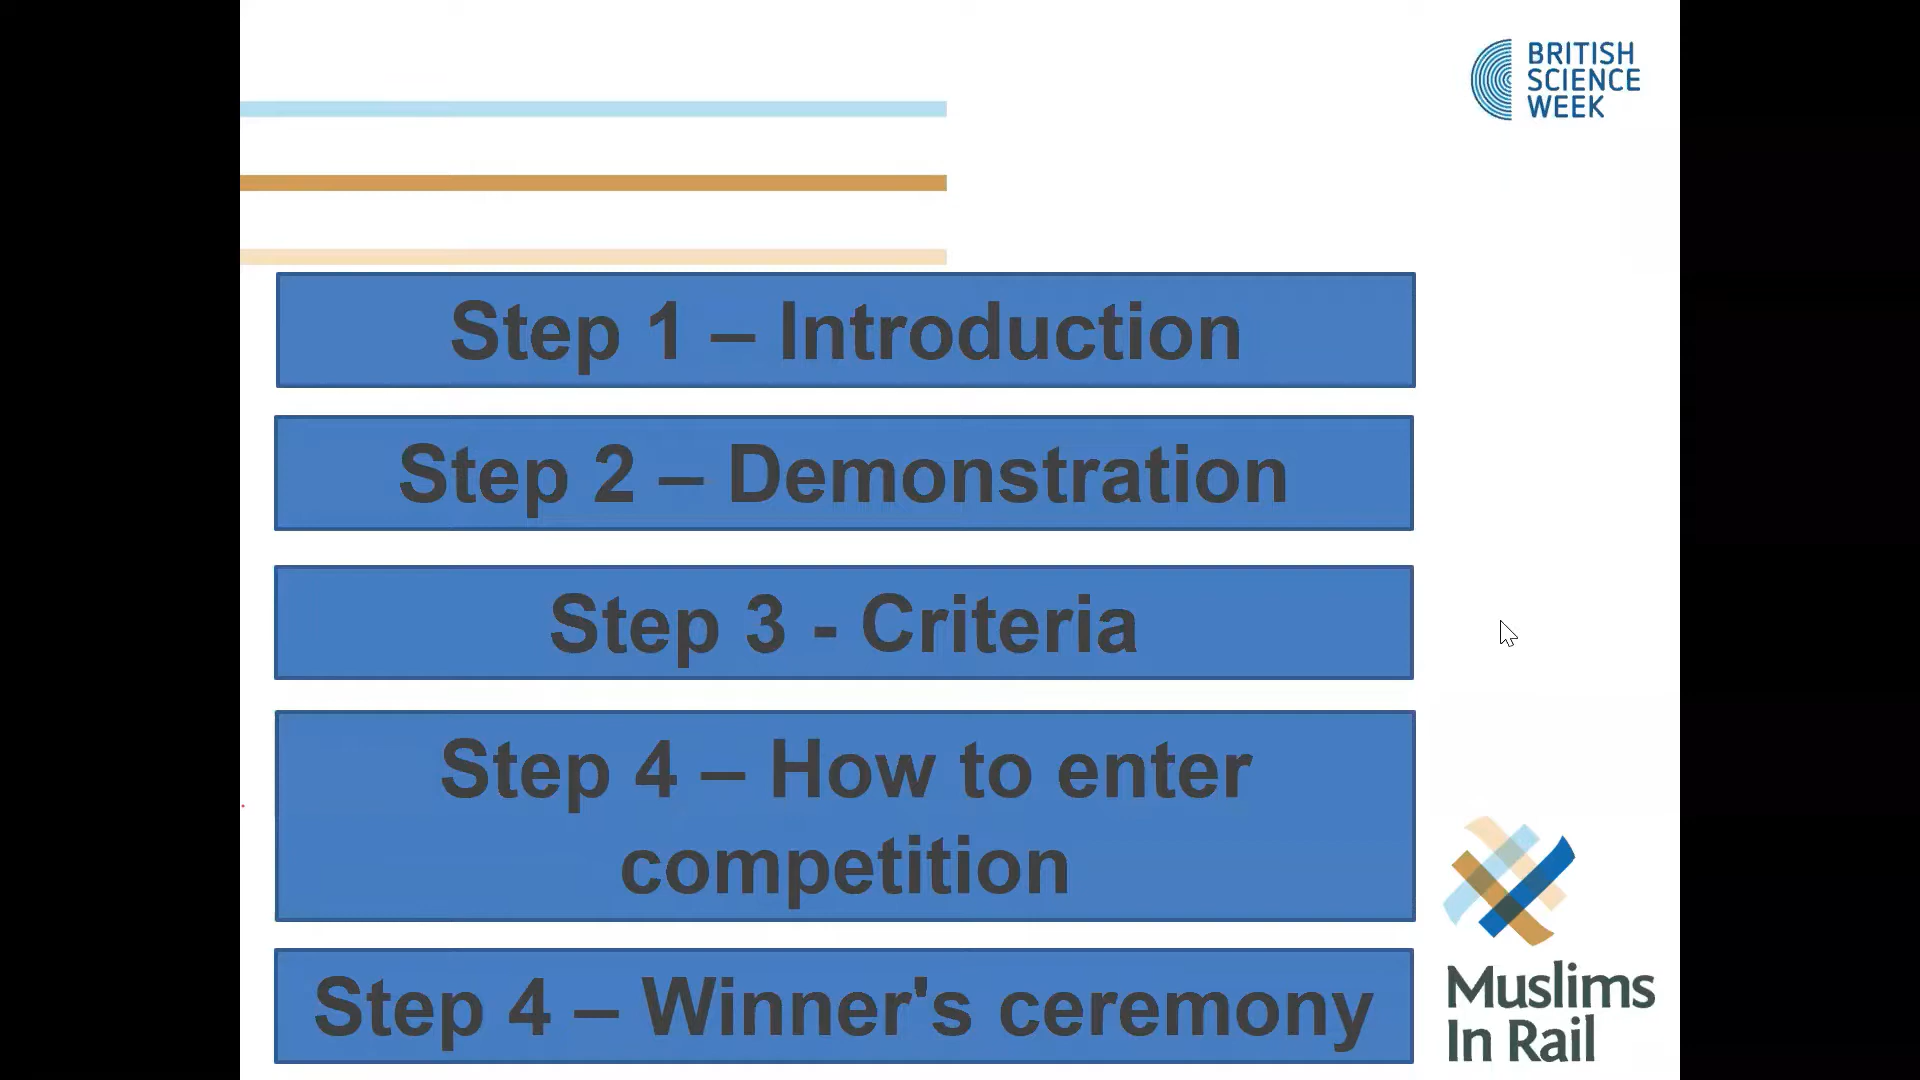 BRITISH
SCIENCE
WEEK
Step 1 – Introduction
Step 2 – Demonstration
Step 3 - Criteria
Step 4 – How to enter
competition
Step 4 – Winner's ceremony
Muslims
In Rail